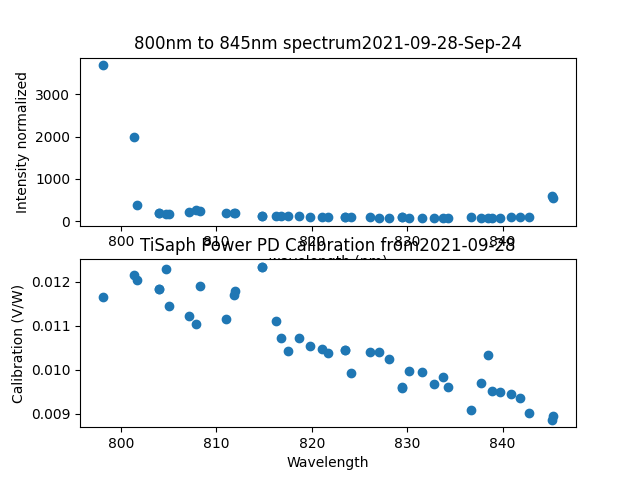 800nm to 845nm spectrum2021-09-28-Sep-24
Intensity normalized
3000
2000
1000
0
800 810 820 830 840
wavelength (nm)
TiSaph Power PD Calibration from2021-09-28
Calibration (V/W)
0.012
0.011
0.010
0.009
800 810 820 830 840
Wavelength